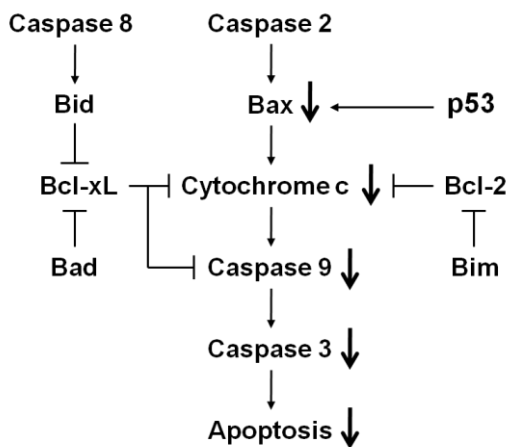 Caspase 8 Caspase 2
Bid Bax p53
Bcl-xL Cytochrome c Bcl-2
Bad Caspase 9 Bim
Caspase 3
Apoptosis